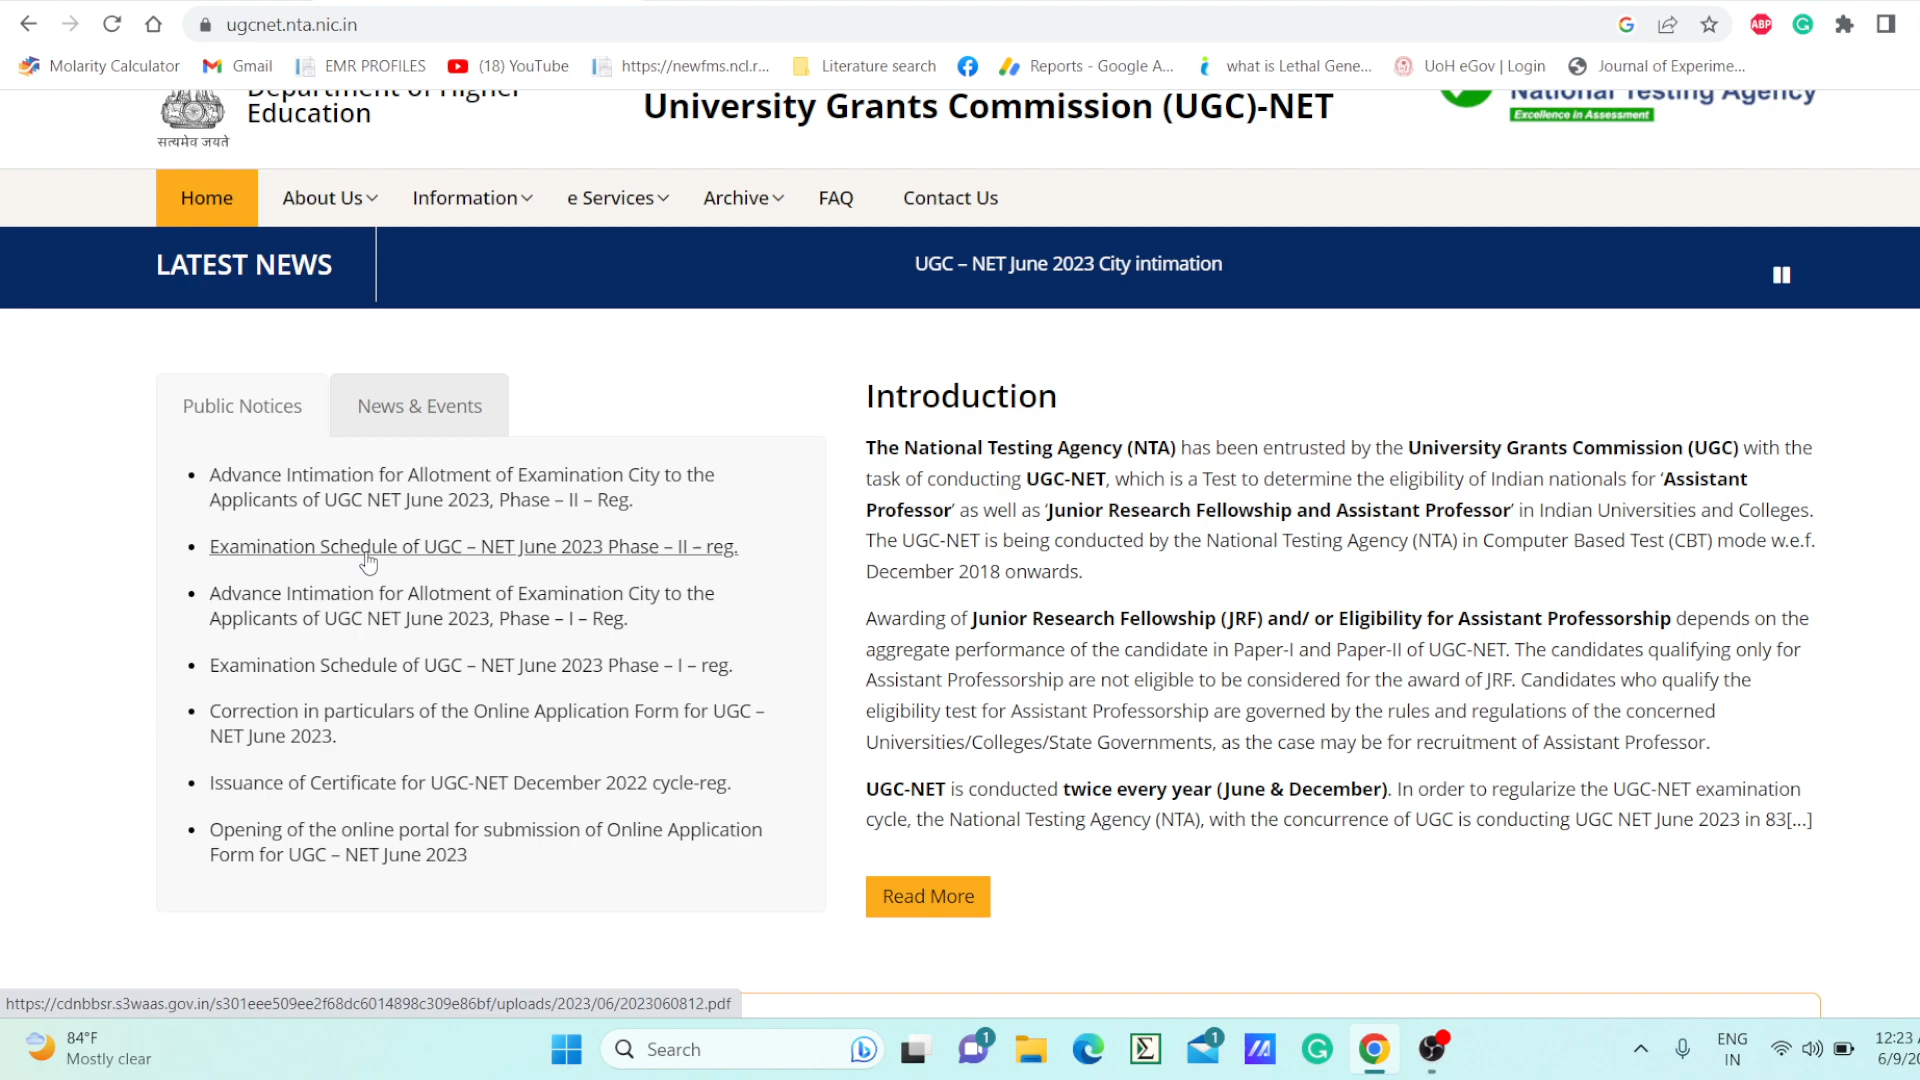 ugcnet.nta.nic.in
ABP
Molarity Calculator
Gmail
EMR PROFILES
(18) YouTube
https://newfms.ncl.r...
Literature search
Reports - Google A...
what is Lethal Gene...
UoH eGov | Login
Journal of Experime...
Department of Higher
Education
सत्यमेव जयते
University Grants Commission (UGC)-NET
National Testing Agency
Excellence in Assessment
Home
About Us
Information
e Services
Archive
FAQ
Contact Us
LATEST NEWS
UGC – NET June 2023 City intimation
Public Notices
News & Events
• Advance Intimation for Allotment of Examination City to the
Applicants of UGC NET June 2023, Phase – II – Reg.
• Examination Schedule of UGC – NET June 2023 Phase – II – reg.
• Advance Intimation for Allotment of Examination City to the
Applicants of UGC NET June 2023, Phase – I – Reg.
• Examination Schedule of UGC – NET June 2023 Phase – I – reg.
• Correction in particulars of the Online Application Form for UGC –
NET June 2023.
• Issuance of Certificate for UGC-NET December 2022 cycle-reg.
• Opening of the online portal for submission of Online Application
Form for UGC – NET June 2023
Introduction
The National Testing Agency (NTA) has been entrusted by the University Grants Commission (UGC) with the
task of conducting UGC-NET, which is a Test to determine the eligibility of Indian nationals for ‘Assistant
Professor’ as well as ‘Junior Research Fellowship and Assistant Professor’ in Indian Universities and Colleges.
The UGC-NET is being conducted by the National Testing Agency (NTA) in Computer Based Test (CBT) mode w.e.f.
December 2018 onwards.
Awarding of Junior Research Fellowship (JRF) and/ or Eligibility for Assistant Professorship depends on the
aggregate performance of the candidate in Paper-I and Paper-II of UGC-NET. The candidates qualifying only for
Assistant Professorship are not eligible to be considered for the award of JRF. Candidates who qualify the
eligibility test for Assistant Professorship are governed by the rules and regulations of the concerned
Universities/Colleges/State Governments, as the case may be for recruitment of Assistant Professor.
UGC-NET is conducted twice every year (June & December). In order to regularize the UGC-NET examination
cycle, the National Testing Agency (NTA), with the concurrence of UGC is conducting UGC NET June 2023 in 83[...]
Read More
https://cdnbbsr.s3waas.gov.in/s301eee509ee2f68dc6014898c309e86bf/uploads/2023/06/2023060812.pdf
84°F
Mostly clear
Search
1
1
ENG
IN
12:23
6/9/20